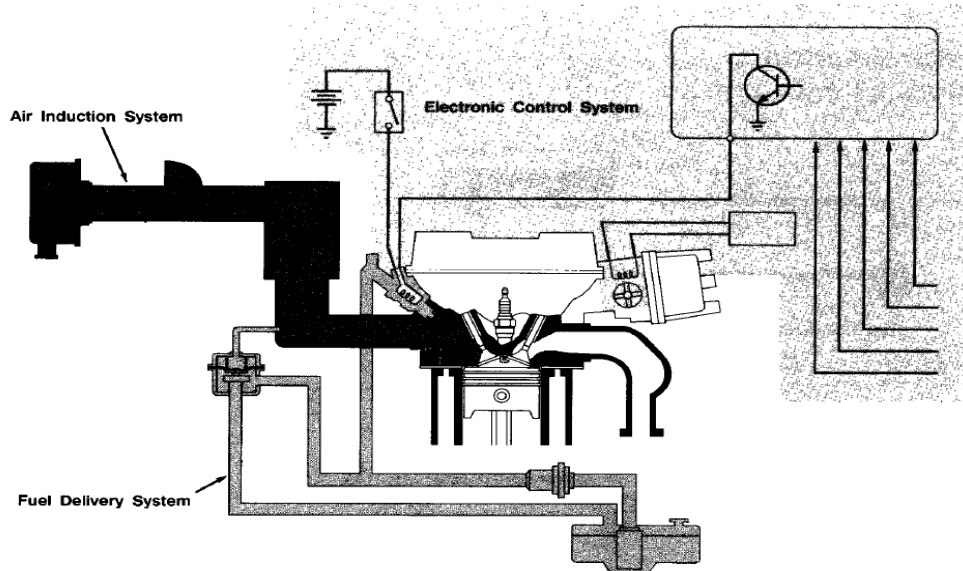 Air Induction System
Electronic Control System
Fuel Delivery System